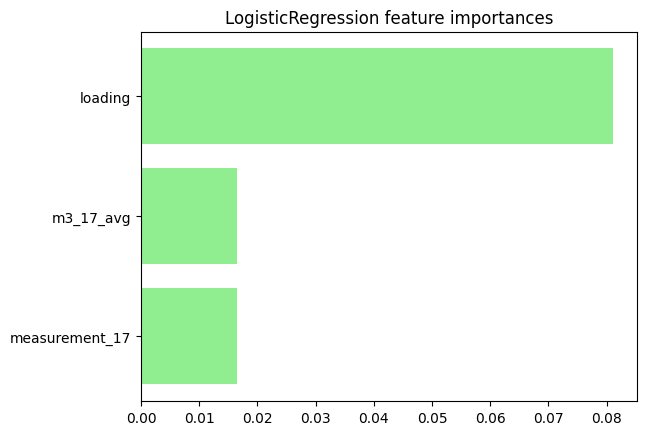 LogisticRegression feature importances
loading
m3_17_avg
measurement_17
0.00 0.01 0.02 0.03 0.04 0.05 0.06 0.07 0.08